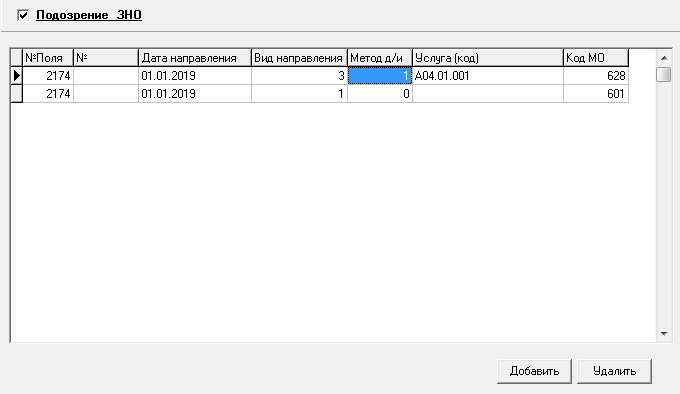 Подозрение ЗНО
№Поля № Дата направления Вид направления Метод д/и Услуга (код) Код МО
2174 01.01.2019 3 1 A04.01.001 628
2174 01.01.2019 1 0 601
Добавить Удалить